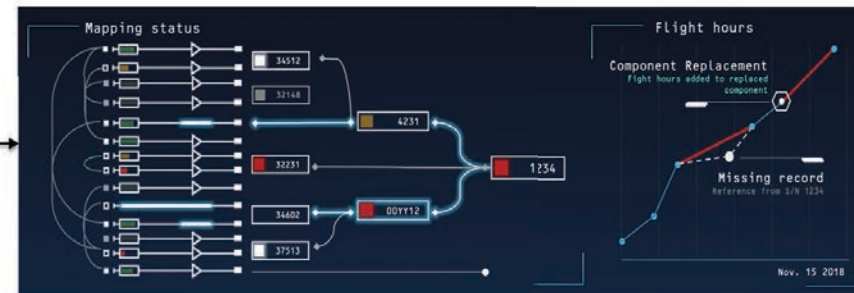 Mapping status
34512
32148
4231
32231
1234
34602
OOYY12
37513
Flight hours
Component Replacement
Fight hours added to replaced
component
Missing record
Reference from S/N 1234
Nov. 15 2018